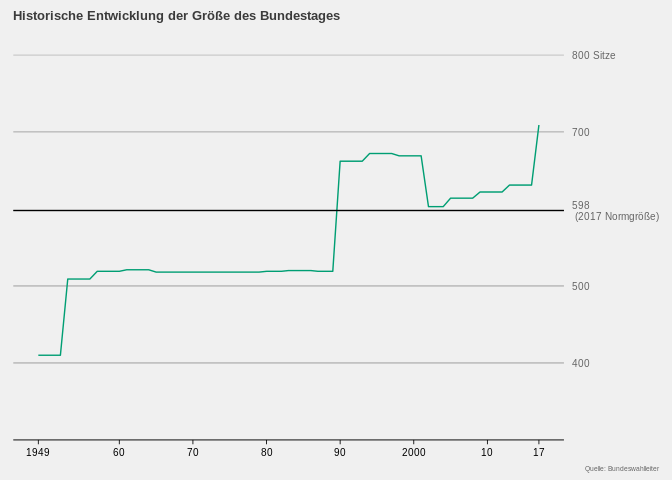 Historische Entwicklung der Größe des Bundestages
800 Sitze
700
598
(2017 Normgröße)
500
400
1949 60 70 80 90 2000 10 17
Quelle: Bundeswahlleiter